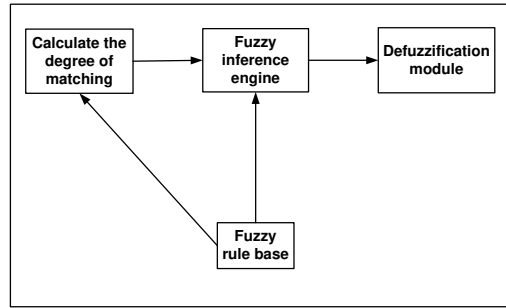 Calculate the
degree of
matching
Fuzzy
inference
engine
Defuzzification
module
Fuzzy
rule base